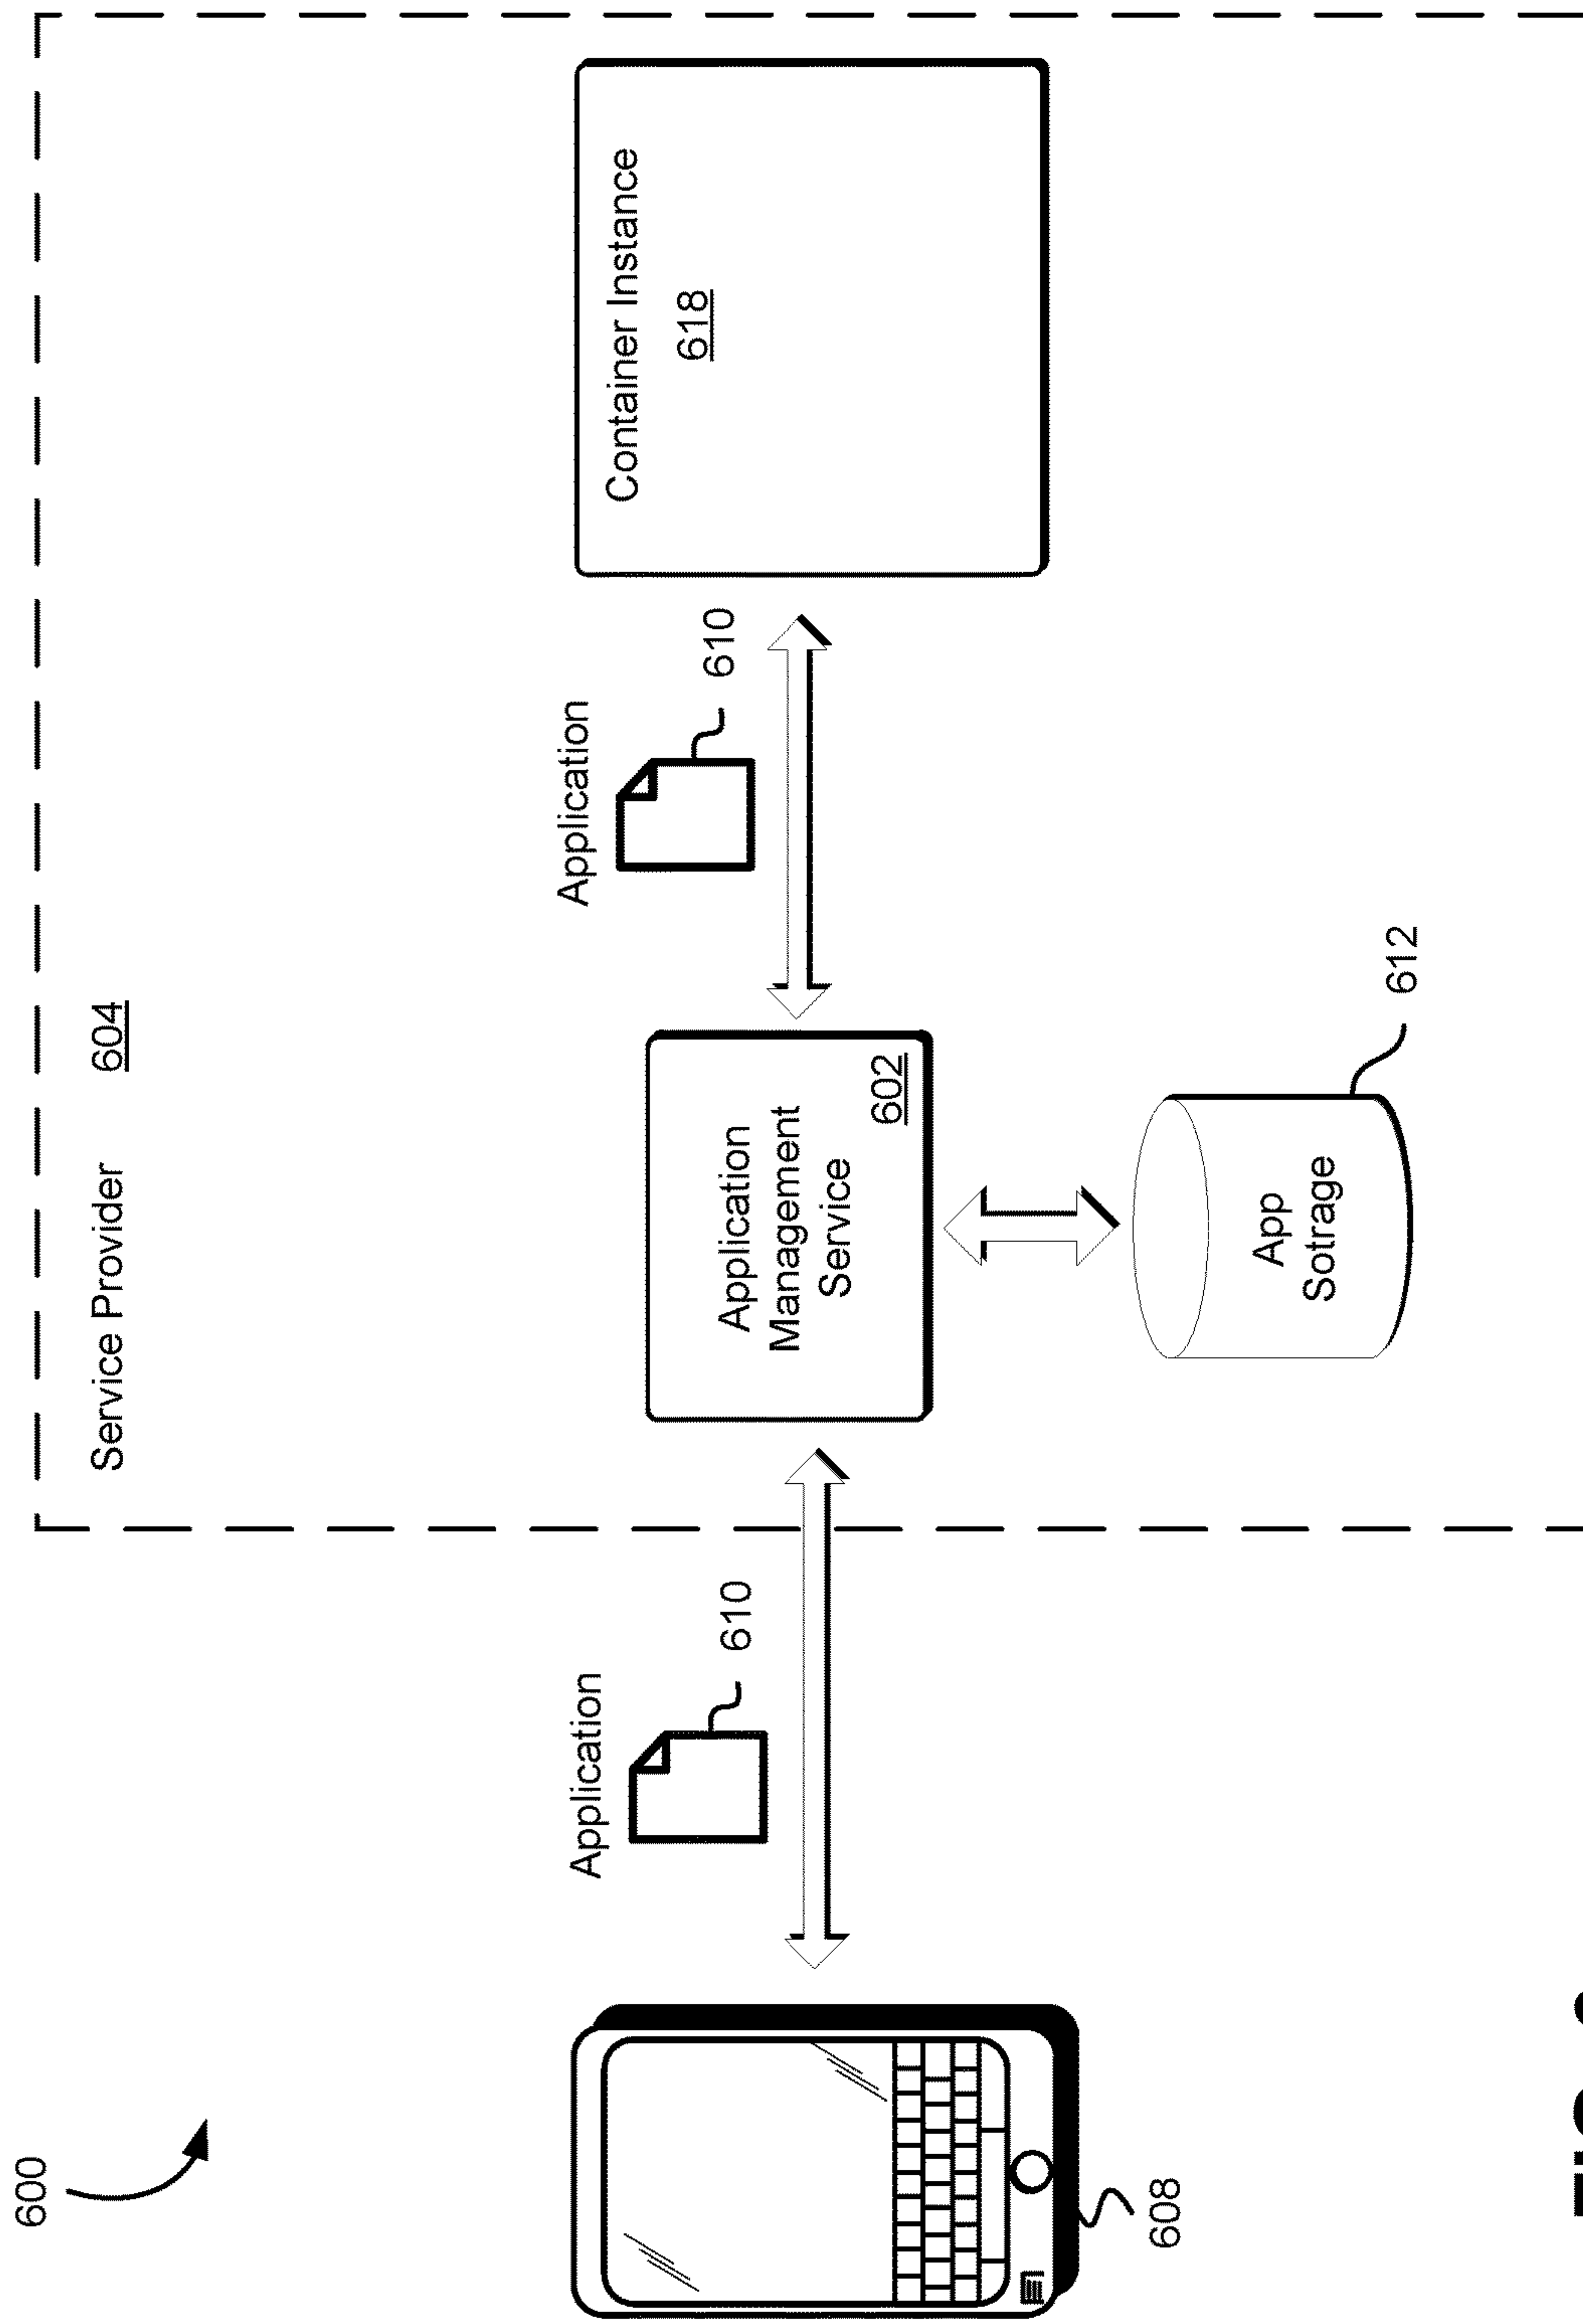 600
Service Provider 604
Application
610
Application
610
Container Instance
618
Application
Management
Service
602
App
Sotrage
612
608